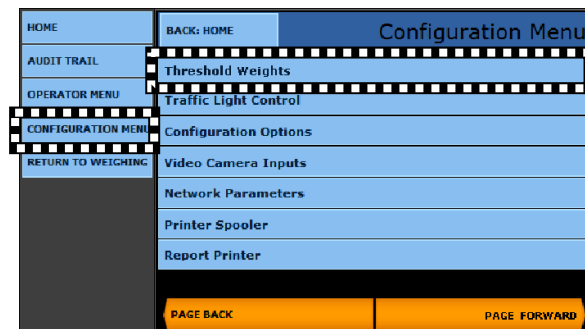 HOME
AUDIT TRAIL
OPERATOR MENU
CONFIGURATION MENU
RETURN TO WEIGHING
BACK: HOME
Configuration Menu
Threshold Weights
Traffic Light Control
Configuration Options
Video Camera Inputs
Network Parameters
Printer Spooler
Report Printer
PAGE BACK
PAGE FORWARD